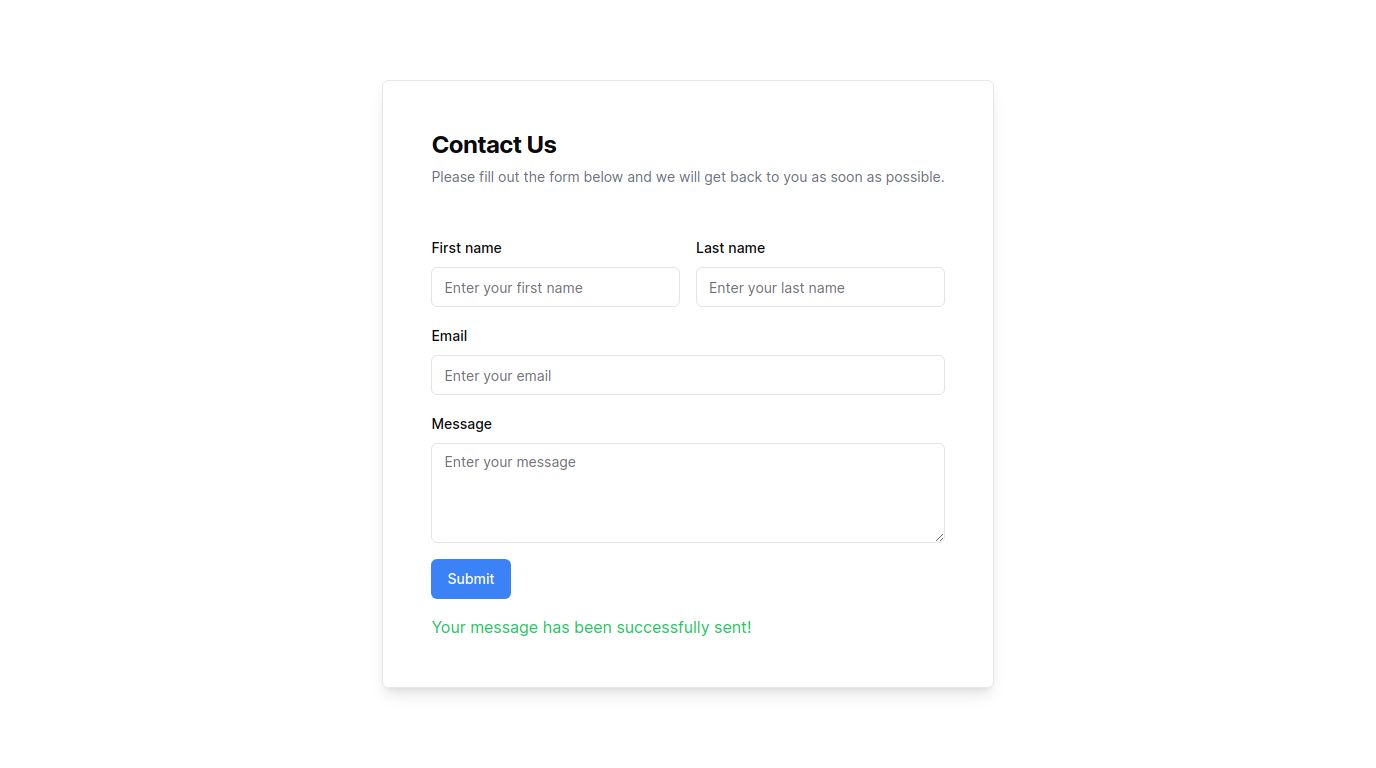 Contact Us
Please fill out the form below and we will get back to you as soon as possible.
First name
Last name
Enter your first name
Enter your last name
Email
Enter your email
Message
Enter your message
Submit
Your message has been successfully sent!